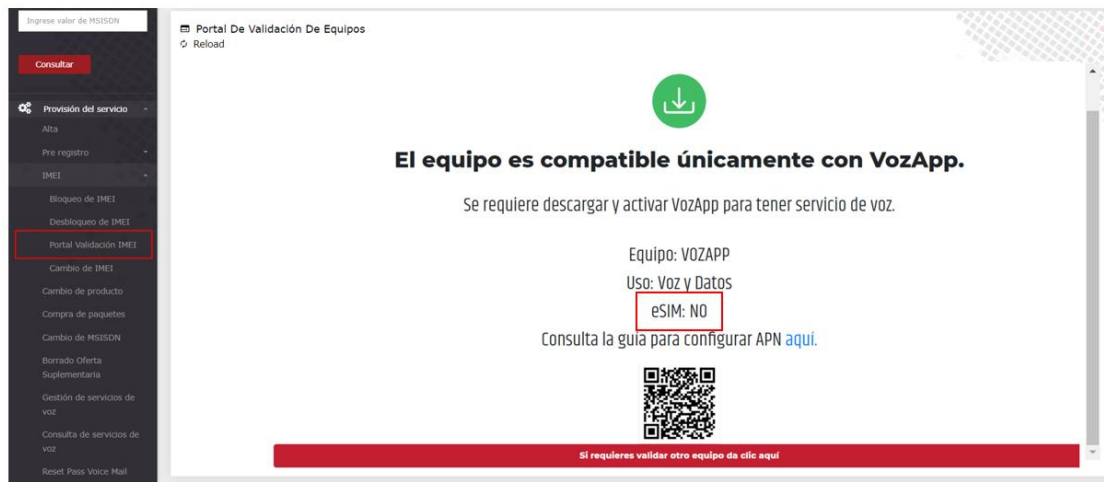 Ingrese valor de MSISDN
Consultar
Provisión del servicio
Alta
Pre registro
IMEI
Bloqueo de IMEI
Desbloqueo de IMEI
Portal Validación IMEI
Cambio de IMEI
Cambio de producto
Compra de paquetes
Cambio de MSISDN
Borrado Oferta
Suplementaria
Gestión de servicios de
voz
Consulta de servicios de
voz
Reset Pass Voice Mail
Portal De Validación De Equipos
Reload
El equipo es compatible únicamente con VozApp.
Se requiere descargar y activar VozApp para tener servicio de voz.
Equipo: VOZAPP
Uso: Voz y Datos
eSIM: NO
Consulta la guía para configurar APN aquí.
Si requieres validar otro equipo da clic aquí